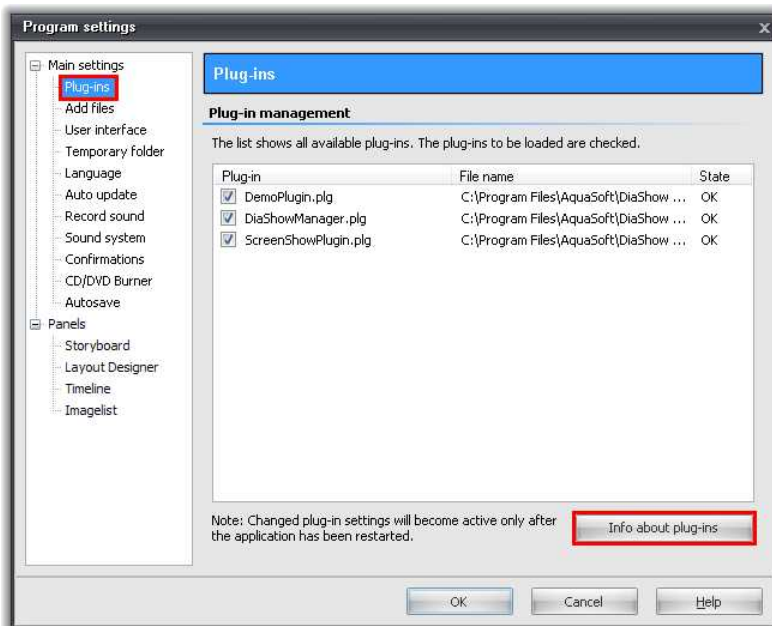 Program settings
x
Main settings
Plug-ins
Add files
User interface
Temporary folder
Language
Auto update
Record sound
Sound system
Confirmations
CD/DVD Burner
Autosave
Panels
Storyboard
Layout Designer
Timeline
Imagelist
Plug-ins
Plug-in management
The list shows all available plug-ins. The plug-ins to be loaded are checked.
Plug-in File name State
DemoPlugin.plg C:\Program Files\AquaSoft\DiaShow ... OK
DiaShowManager.plg C:\Program Files\AquaSoft\DiaShow ... OK
ScreenShowPlugin.plg C:\Program Files\AquaSoft\DiaShow ... OK
Note: Changed plug-in settings will become active only after
the application has been restarted.
Info about plug-ins
OK Cancel Help